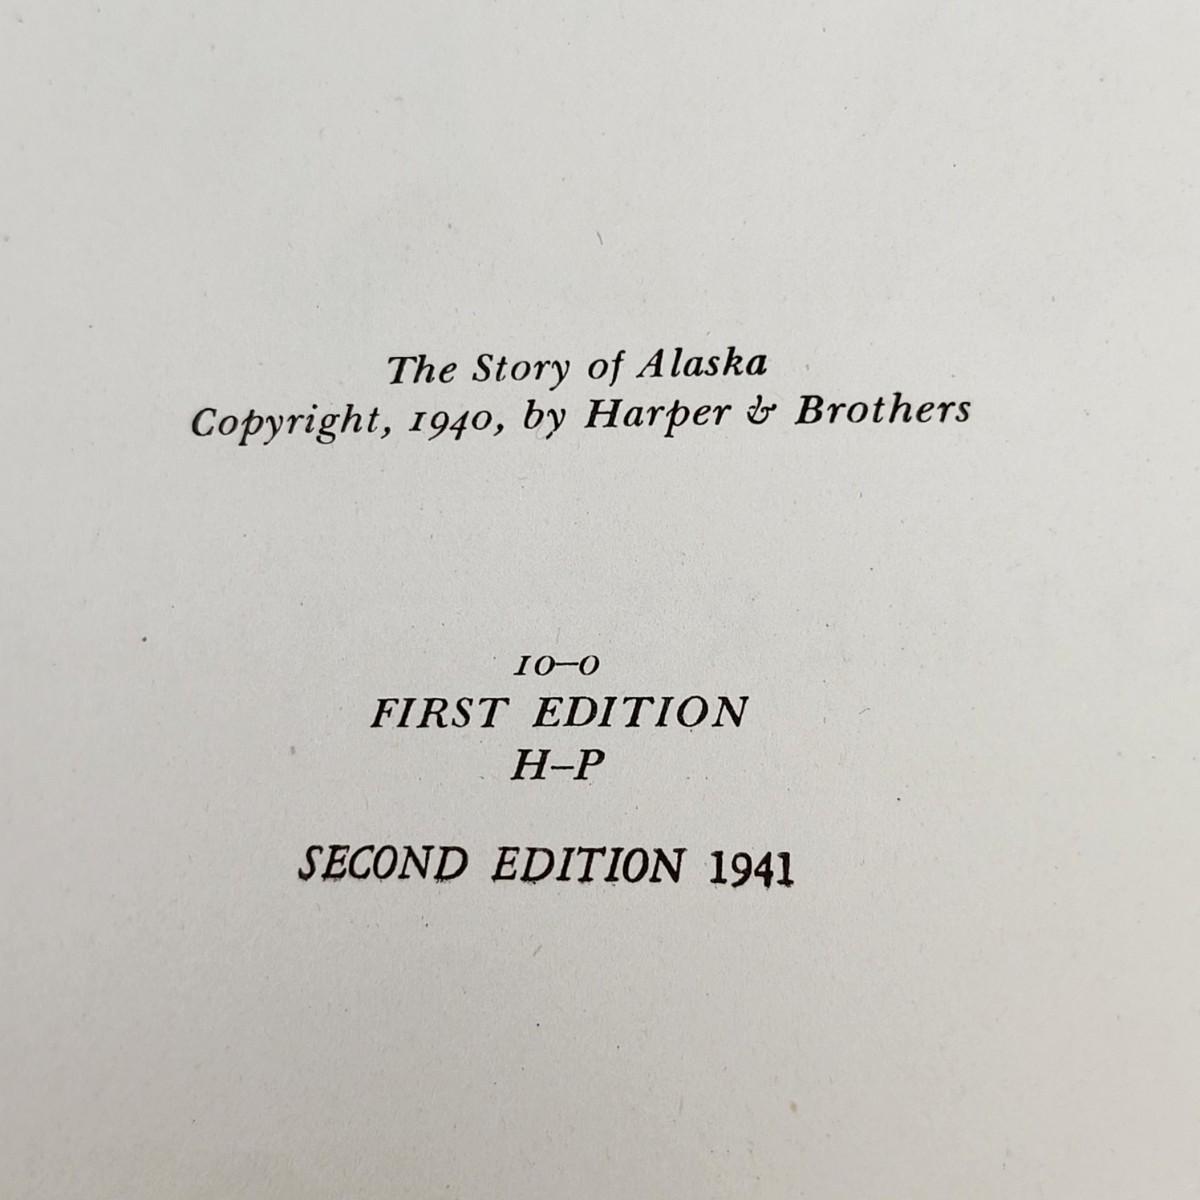 The Story of Alaska
Copyright, 1940, by Harper & Brothers
10–0
FIRST EDITION
H–P
SECOND EDITION 1941